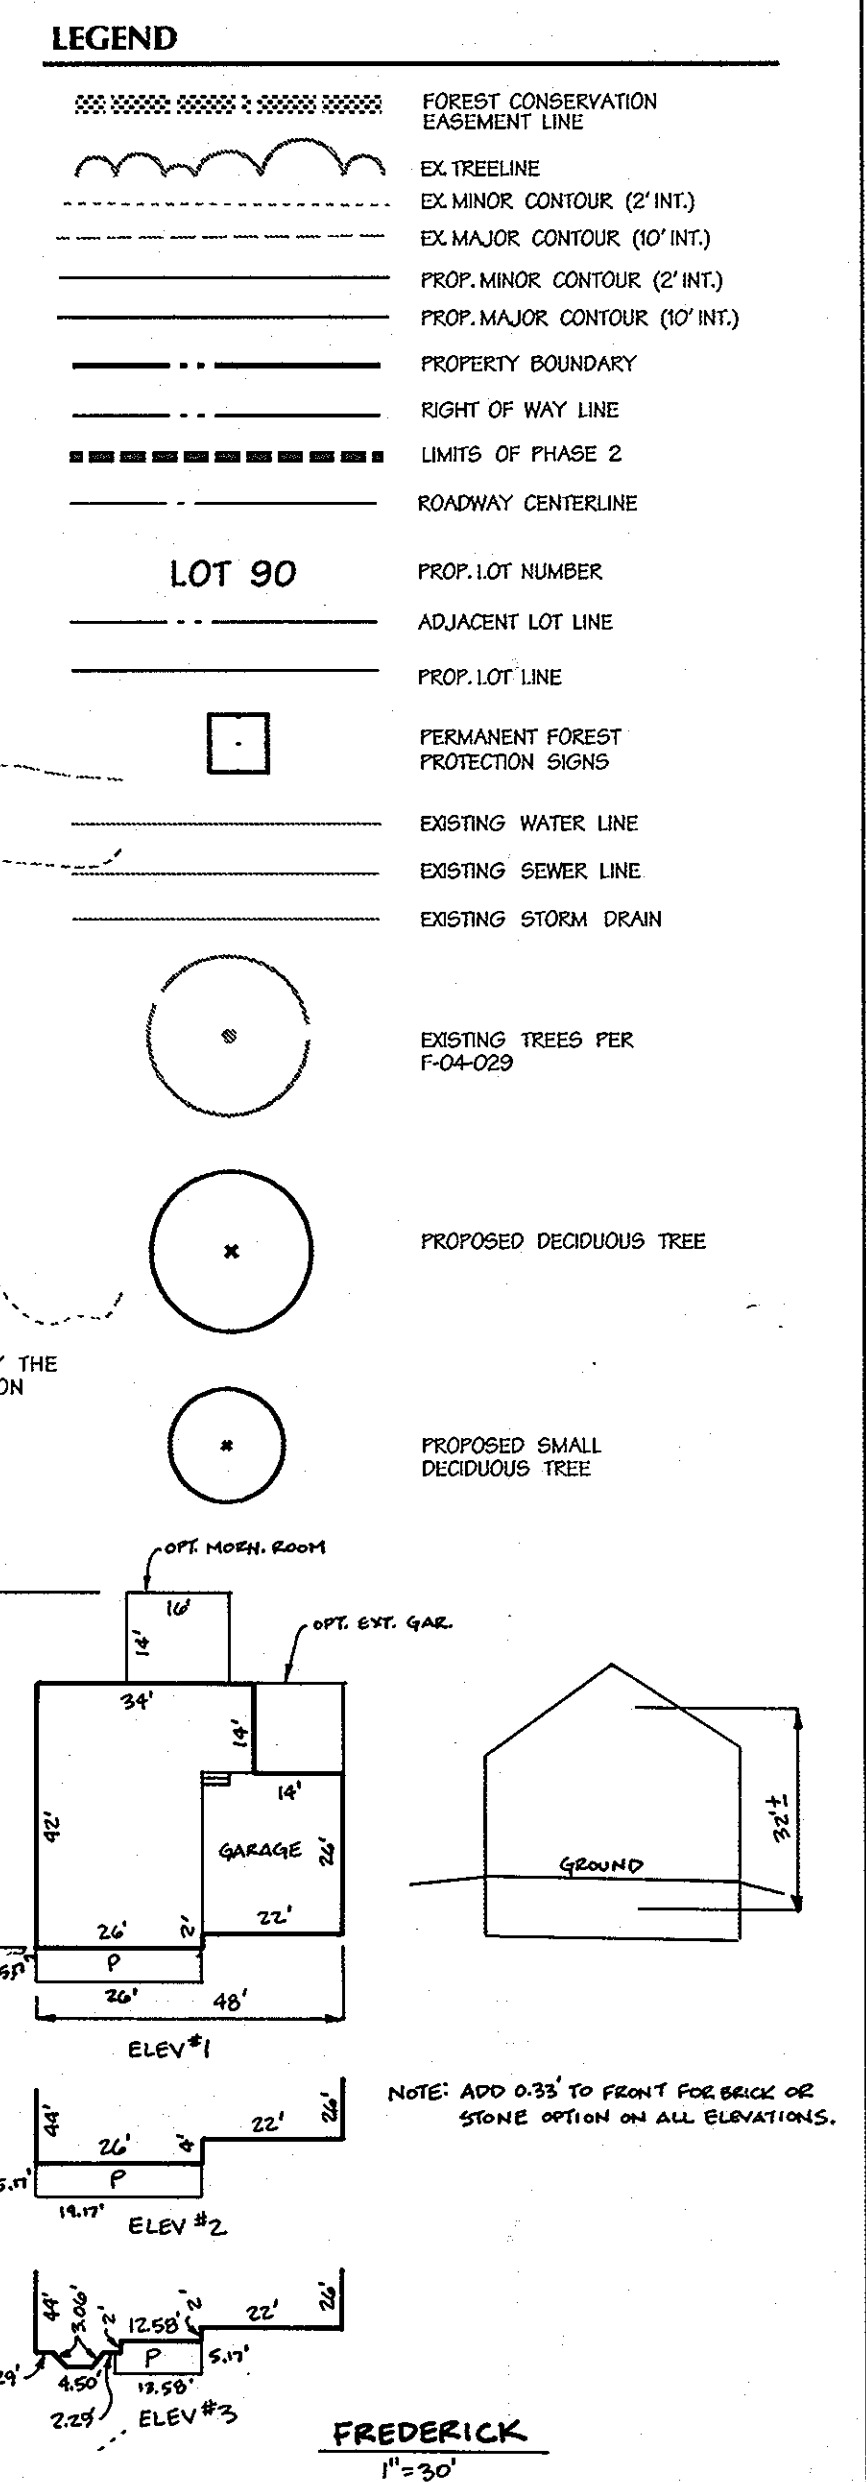 LEGEND
FOREST CONSERVATION
EASEMENT LINE
EX. TREELINE
EX. MINOR CONTOUR (2' INT.)
EX. MAJOR CONTOUR (10' INT.)
PROP. MINOR CONTOUR (2' INT.)
PROP. MAJOR CONTOUR (10' INT.)
PROPERTY BOUNDARY
RIGHT OF WAY LINE
LIMITS OF PHASE 2
ROADWAY CENTERLINE
LOT 90 PROP. LOT NUMBER
ADJACENT LOT LINE
PROP. LOT LINE
PERMANENT FOREST
PROTECTION SIGNS
EXISTING WATER LINE
EXISTING SEWER LINE
EXISTING STORM DRAIN
EXISTING TREES PER
F-04-029
PROPOSED DECIDUOUS TREE
THE
ON
PROPOSED SMALL
DECIDUOUS TREE
OPT. MORN. ROOM
16'
14'
OPT. EXT. GAR.
34'
14'
14'
42'
GARAGE
26'
26'
2'
22'
P
26'
48'
ELEV #1
GROUND
32'±
NOTE: ADD 0.33' TO FRONT FOR BRICK OR
STONE OPTION ON ALL ELEVATIONS.
44'
26'
4'
22'
26'
P
5.17'
19.17'
ELEV #2
44'
3.06'
2'
12.58'
2'
22'
26'
P
5.17'
4.50'
2.29'
ELEV #3
FREDERICK
1"=30'